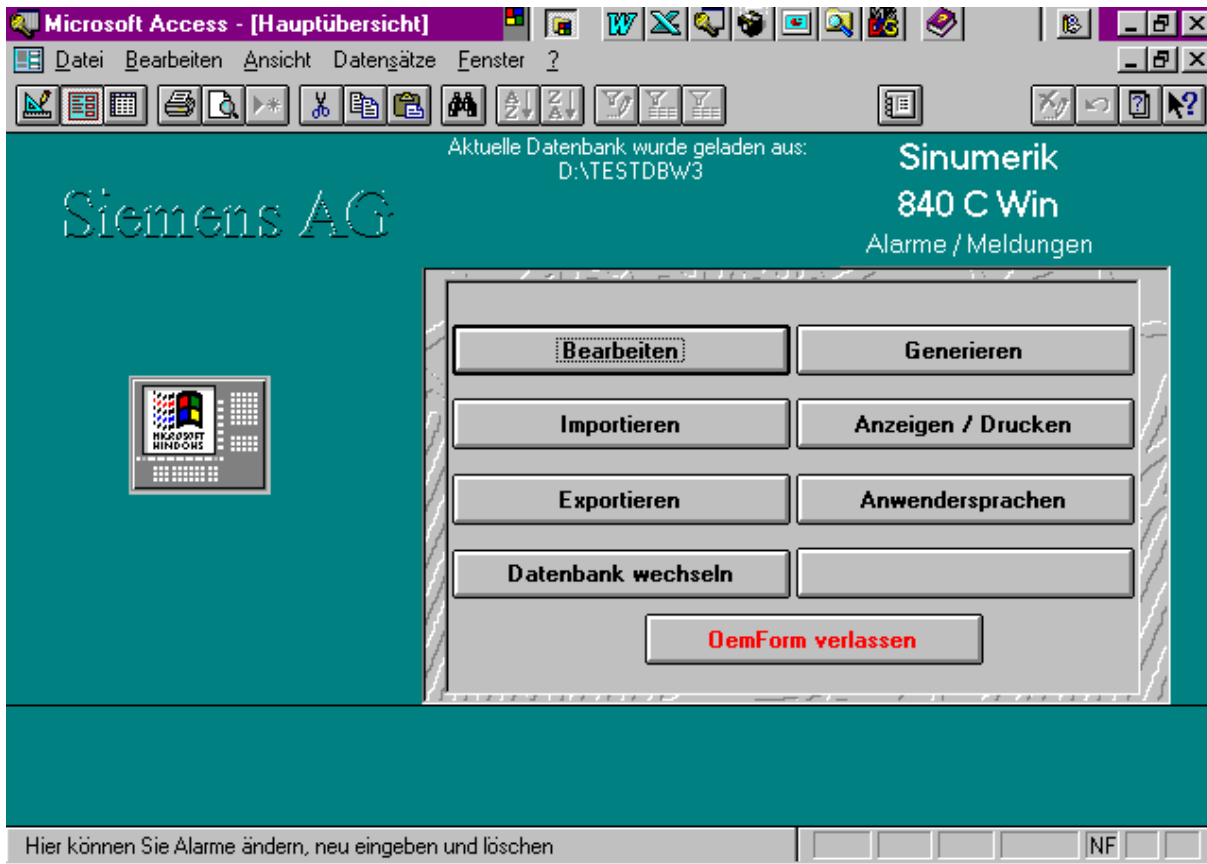 Microsoft Access - [Hauptübersicht]
Datei Bearbeiten Ansicht Datensätze Fenster ?
Aktuelle Datenbank wurde geladen aus:
D:\TESTDBW3
Siemens AG
Sinumerik
840 C Win
Alarme / Meldungen
MICROSOFT
WINDOWS
Bearbeiten
Generieren
Importieren
Anzeigen / Drucken
Exportieren
Anwendersprachen
Datenbank wechseln
OemForm verlassen
Hier können Sie Alarme ändern, neu eingeben und löschen
NF